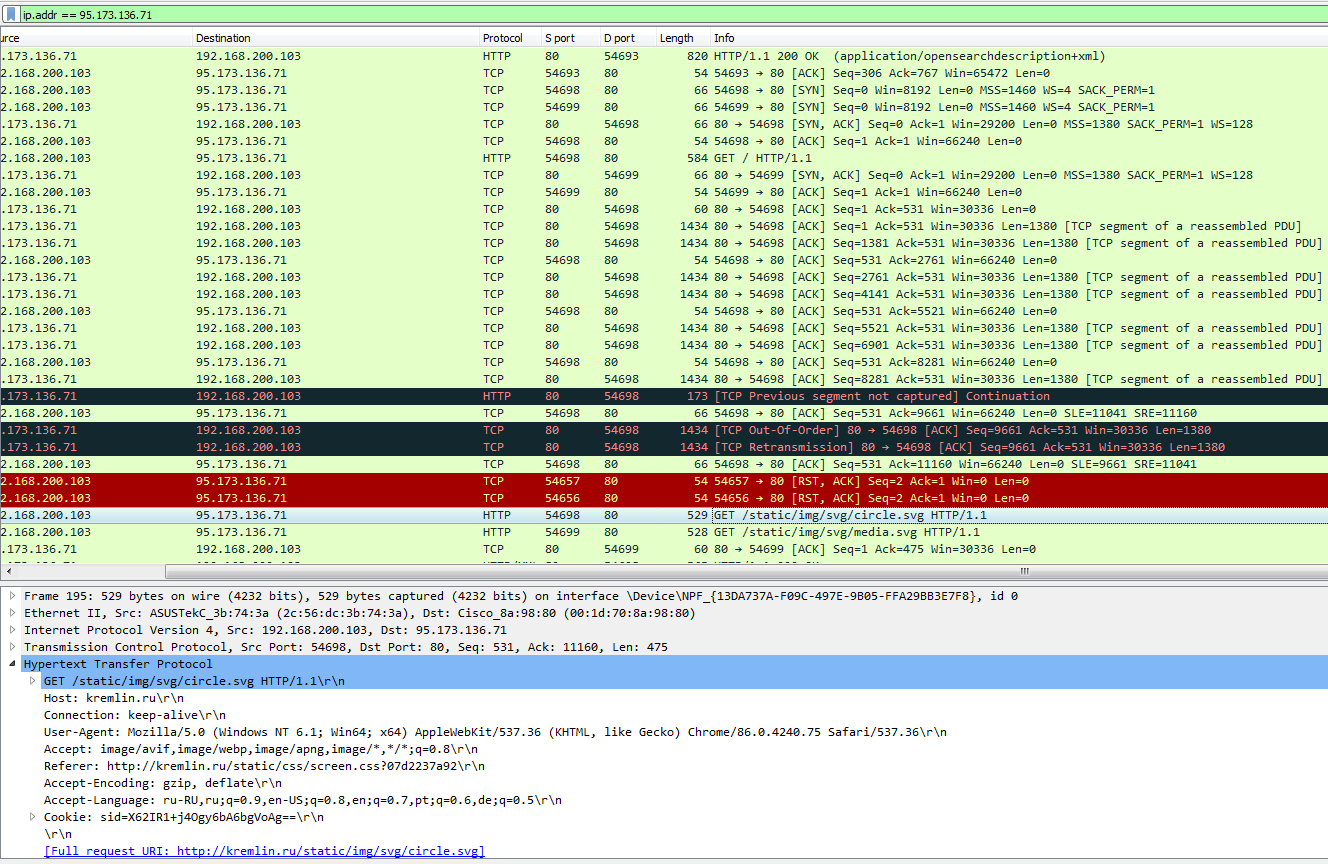 ip.addr == 95.173.136.71
urce Destination Protocol S port D port Length Info
.173.136.71 192.168.200.103 HTTP 80 54693 820 HTTP/1.1 200 OK (application/opensearchdescription+xml)
2.168.200.103 95.173.136.71 TCP 54693 80 54 54693 → 80 [ACK] Seq=306 Ack=767 Win=65472 Len=0
2.168.200.103 95.173.136.71 TCP 54698 80 66 54698 → 80 [SYN] Seq=0 Win=8192 Len=0 MSS=1460 WS=4 SACK_PERM=1
2.168.200.103 95.173.136.71 TCP 54699 80 66 54699 → 80 [SYN] Seq=0 Win=8192 Len=0 MSS=1460 WS=4 SACK_PERM=1
.173.136.71 192.168.200.103 TCP 80 54698 66 80 → 54698 [SYN, ACK] Seq=0 Ack=1 Win=29200 Len=0 MSS=1380 SACK_PERM=1 WS=128
2.168.200.103 95.173.136.71 TCP 54698 80 54 54698 → 80 [ACK] Seq=1 Ack=1 Win=66240 Len=0
2.168.200.103 95.173.136.71 HTTP 54698 80 584 GET / HTTP/1.1
.173.136.71 192.168.200.103 TCP 80 54699 66 80 → 54699 [SYN, ACK] Seq=0 Ack=1 Win=29200 Len=0 MSS=1380 SACK_PERM=1 WS=128
2.168.200.103 95.173.136.71 TCP 54699 80 54 54699 → 80 [ACK] Seq=1 Ack=1 Win=66240 Len=0
.173.136.71 192.168.200.103 TCP 80 54698 60 80 → 54698 [ACK] Seq=1 Ack=531 Win=30336 Len=0
.173.136.71 192.168.200.103 TCP 80 54698 1434 80 → 54698 [ACK] Seq=1 Ack=531 Win=30336 Len=1380 [TCP segment of a reassembled PDU]
.173.136.71 192.168.200.103 TCP 80 54698 1434 80 → 54698 [ACK] Seq=1381 Ack=531 Win=30336 Len=1380 [TCP segment of a reassembled PDU]
2.168.200.103 95.173.136.71 TCP 54698 80 54 54698 → 80 [ACK] Seq=531 Ack=2761 Win=66240 Len=0
.173.136.71 192.168.200.103 TCP 80 54698 1434 80 → 54698 [ACK] Seq=2761 Ack=531 Win=30336 Len=1380 [TCP segment of a reassembled PDU]
.173.136.71 192.168.200.103 TCP 80 54698 1434 80 → 54698 [ACK] Seq=4141 Ack=531 Win=30336 Len=1380 [TCP segment of a reassembled PDU]
2.168.200.103 95.173.136.71 TCP 54698 80 54 54698 → 80 [ACK] Seq=531 Ack=5521 Win=66240 Len=0
.173.136.71 192.168.200.103 TCP 80 54698 1434 80 → 54698 [ACK] Seq=5521 Ack=531 Win=30336 Len=1380 [TCP segment of a reassembled PDU]
.173.136.71 192.168.200.103 TCP 80 54698 1434 80 → 54698 [ACK] Seq=6901 Ack=531 Win=30336 Len=1380 [TCP segment of a reassembled PDU]
2.168.200.103 95.173.136.71 TCP 54698 80 54 54698 → 80 [ACK] Seq=531 Ack=8281 Win=66240 Len=0
.173.136.71 192.168.200.103 TCP 80 54698 1434 80 → 54698 [ACK] Seq=8281 Ack=531 Win=30336 Len=1380 [TCP segment of a reassembled PDU]
.173.136.71 192.168.200.103 HTTP 80 54698 173 [TCP Previous segment not captured] Continuation
2.168.200.103 95.173.136.71 TCP 54698 80 66 54698 → 80 [ACK] Seq=531 Ack=9661 Win=66240 Len=0 SLE=11041 SRE=11160
.173.136.71 192.168.200.103 TCP 80 54698 1434 [TCP Out-Of-Order] 80 → 54698 [ACK] Seq=9661 Ack=531 Win=30336 Len=1380
.173.136.71 192.168.200.103 TCP 80 54698 1434 [TCP Retransmission] 80 → 54698 [ACK] Seq=9661 Ack=531 Win=30336 Len=1380
2.168.200.103 95.173.136.71 TCP 54698 80 66 54698 → 80 [ACK] Seq=531 Ack=11160 Win=66240 Len=0 SLE=9661 SRE=11041
2.168.200.103 95.173.136.71 TCP 54657 80 54 54657 → 80 [RST, ACK] Seq=2 Ack=1 Win=0 Len=0
2.168.200.103 95.173.136.71 TCP 54656 80 54 54656 → 80 [RST, ACK] Seq=2 Ack=1 Win=0 Len=0
2.168.200.103 95.173.136.71 HTTP 54698 80 529 GET /static/img/svg/circle.svg HTTP/1.1
2.168.200.103 95.173.136.71 HTTP 54699 80 528 GET /static/img/svg/media.svg HTTP/1.1
.173.136.71 192.168.200.103 TCP 80 54699 60 80 → 54699 [ACK] Seq=1 Ack=475 Win=30336 Len=0
Frame 195: 529 bytes on wire (4232 bits), 529 bytes captured (4232 bits) on interface \Device\NPF_{13DA737A-F09C-497E-9B05-FFA29BB3E7F8}, id 0
Ethernet II, Src: ASUSTekC_3b:74:3a (2c:56:dc:3b:74:3a), Dst: Cisco_8a:98:80 (00:1d:70:8a:98:80)
Internet Protocol Version 4, Src: 192.168.200.103, Dst: 95.173.136.71
Transmission Control Protocol, Src Port: 54698, Dst Port: 80, Seq: 531, Ack: 11160, Len: 475
Hypertext Transfer Protocol
GET /static/img/svg/circle.svg HTTP/1.1\r\n
Host: kremlin.ru\r\n
Connection: keep-alive\r\n
User-Agent: Mozilla/5.0 (Windows NT 6.1; Win64; x64) AppleWebKit/537.36 (KHTML, like Gecko) Chrome/86.0.4240.75 Safari/537.36\r\n
Accept: image/avif,image/webp,image/apng,image/*,*/*;q=0.8\r\n
Referer: http://kremlin.ru/static/css/screen.css?07d2237a92\r\n
Accept-Encoding: gzip, deflate\r\n
Accept-Language: ru-RU,ru;q=0.9,en-US;q=0.8,en;q=0.7,pt;q=0.6,de;q=0.5\r\n
Cookie: sid=X62IR1+j4Ogy6bA6bgVoAg==\r\n
\r\n
[Full request URI: http://kremlin.ru/static/img/svg/circle.svg]